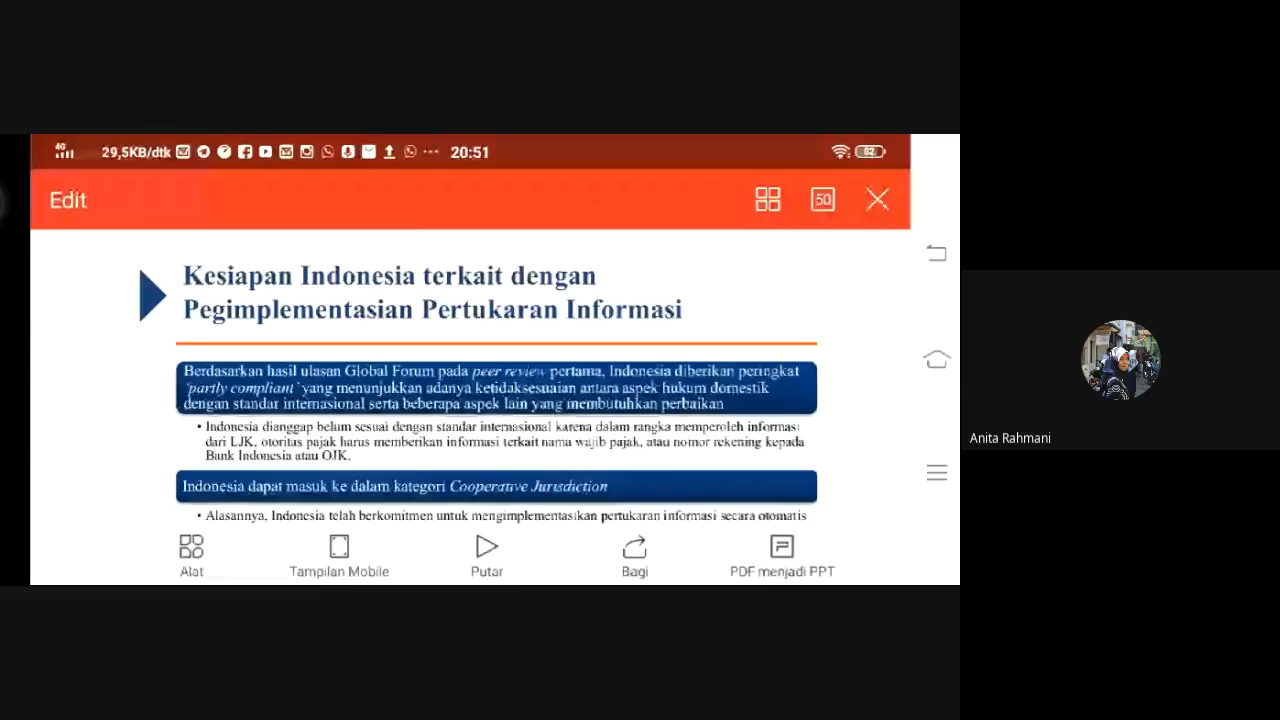 4G 29,5KB/dtk 20:51 62
Edit 50
Kesiapan Indonesia terkait dengan
Pegimplementasian Pertukaran Informasi
Berdasarkan hasil ulasan Global Forum pada peer review pertama, Indonesia diberikan peringkat
'partly compliant' yang menunjukkan adanya ketidaksesuaian antara aspek hukum domestik
dengan standar internasional serta beberapa aspek lain yang membutuhkan perbaikan
• Indonesia dianggap belum sesuai dengan standar internasional karena dalam rangka memperoleh informasi
dari LJK, otoritas pajak harus memberikan informasi terkait nama wajib pajak, atau nomor rekening kepada
Bank Indonesia atau OJK.
Indonesia dapat masuk ke dalam kategori Cooperative Jurisdiction
• Alasannya, Indonesia telah berkomitmen untuk mengimplementasikan pertukaran informasi secara otomatis
Alat Tampilan Mobile Putar Bagi PDF menjadi PPT
Anita Rahmani